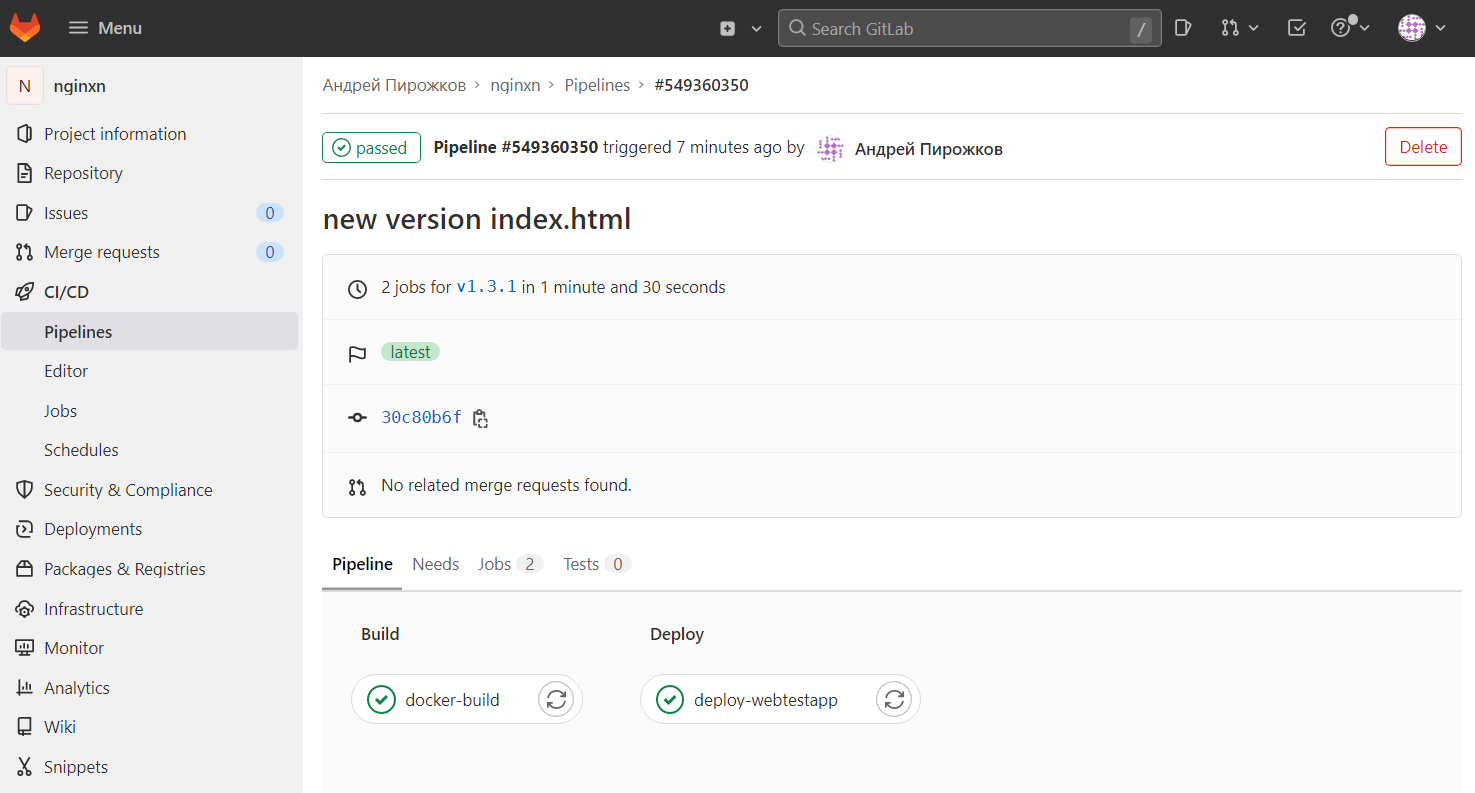 Menu
Search GitLab /
N nginxn
Project information
Repository
Issues 0
Merge requests 0
CI/CD
Pipelines
Editor
Jobs
Schedules
Security & Compliance
Deployments
Packages & Registries
Infrastructure
Monitor
Analytics
Wiki
Snippets
Андрей Пирожков › nginxn › Pipelines › #549360350
passed Pipeline #549360350 triggered 7 minutes ago by Андрей Пирожков Delete
new version index.html
2 jobs for v1.3.1 in 1 minute and 30 seconds
latest
30c80b6f
No related merge requests found.
Pipeline Needs Jobs 2 Tests 0
Build Deploy
docker-build deploy-webtestapp